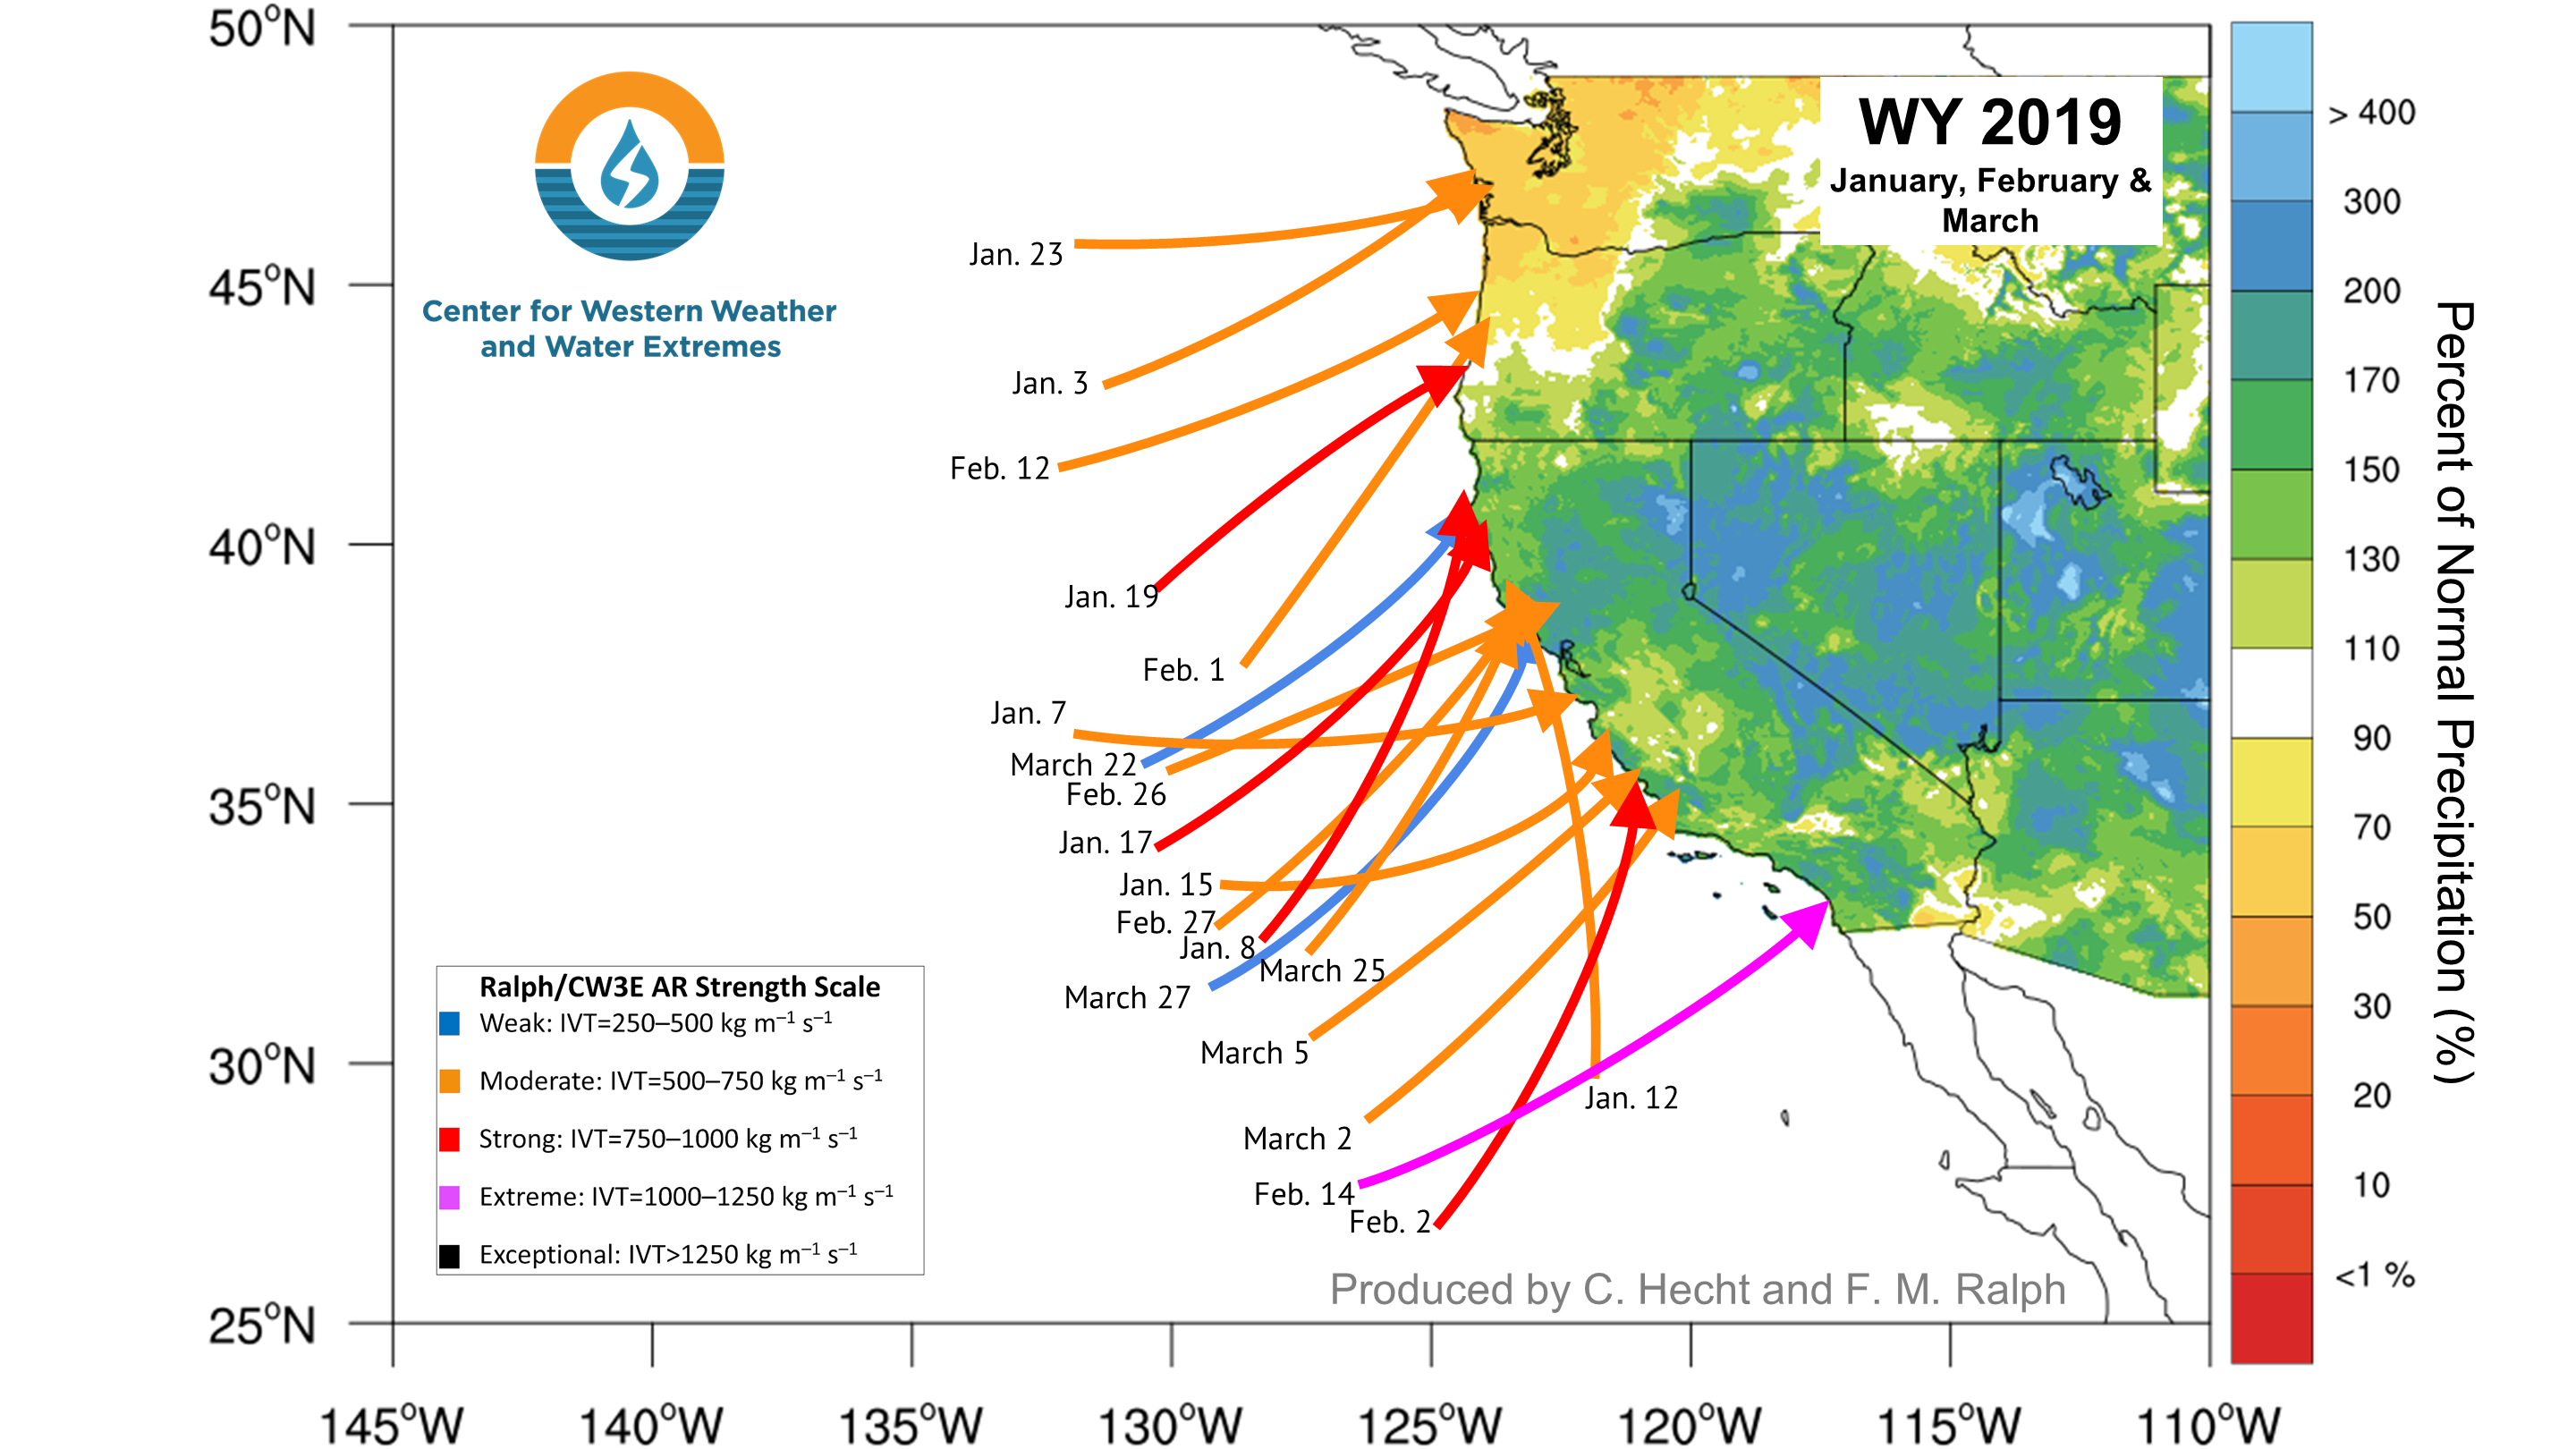 50°N
45°N
40°N
35°N
30°N
25°N
145°W
140°W
135°W
130°W
125°W
120°W
115°W
110°W
Center for Western Weather
and Water Extremes
WY 2019
January, February &
March
Jan. 23
Jan. 3
Feb. 12
Jan. 19
Feb. 1
Jan. 7
March 22
Feb. 26
Jan. 17
Jan. 15
Feb. 27
Jan. 8
March 25
March 27
March 5
Jan. 12
March 2
Feb. 14
Feb. 2
Ralph/CW3E AR Strength Scale
Weak: IVT=250–500 kg m⁻¹ s⁻¹
Moderate: IVT=500–750 kg m⁻¹ s⁻¹
Strong: IVT=750–1000 kg m⁻¹ s⁻¹
Extreme: IVT=1000–1250 kg m⁻¹ s⁻¹
Exceptional: IVT>1250 kg m⁻¹ s⁻¹
Produced by C. Hecht and F. M. Ralph
> 400
300
200
170
150
130
110
90
70
50
30
20
10
<1 %
Percent of Normal Precipitation (%)